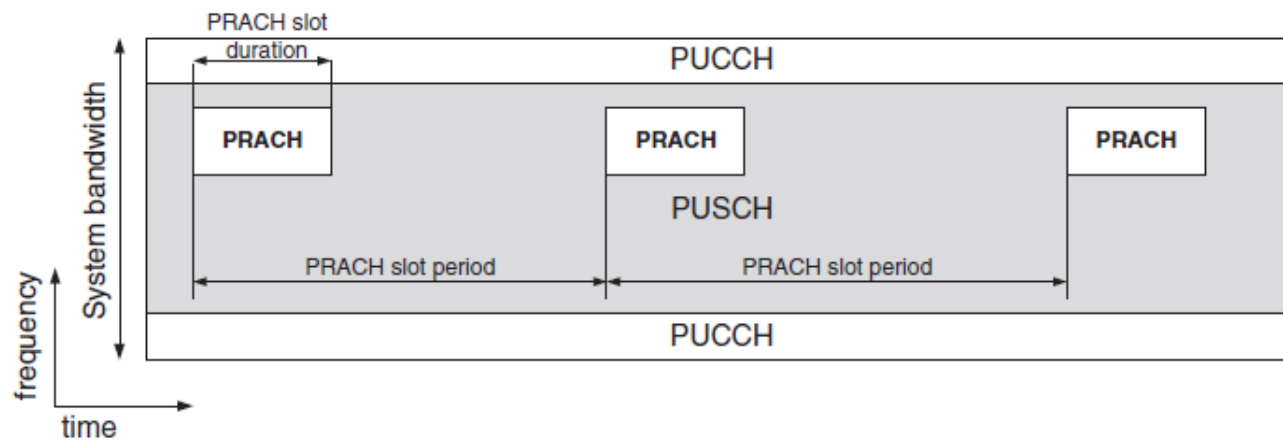 PRACH slot
duration
PUCCH
PRACH
PRACH
PRACH
PUSCH
PRACH slot period
PRACH slot period
PUCCH
System bandwidth
frequency
time